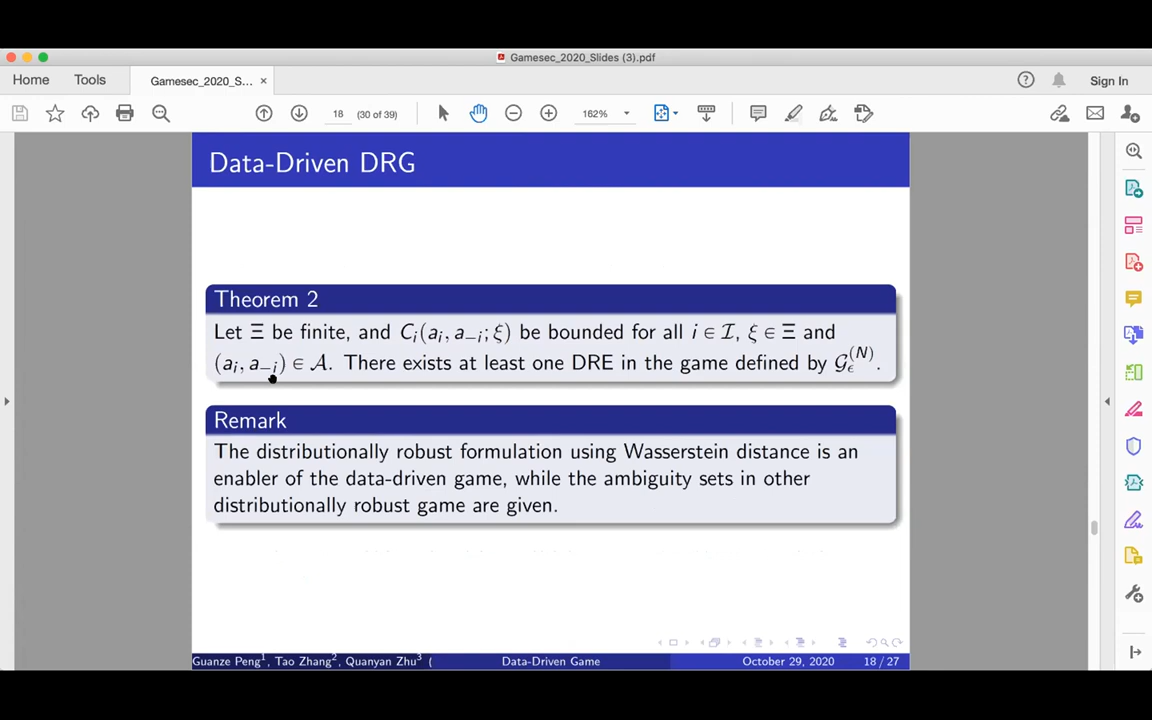 Gamesec_2020_Slides (3).pdf
Home Tools Gamesec_2020_S... × Sign In
18 (30 of 39) 162%
Data-Driven DRG
Theorem 2
Let Ξ be finite, and C_i(a_i, a_{−i}; ξ) be bounded for all i ∈ I, ξ ∈ Ξ and
(a_i, a_{−i}) ∈ A. There exists at least one DRE in the game defined by G_ϵ^{(N)}.
Remark
The distributionally robust formulation using Wasserstein distance is an
enabler of the data-driven game, while the ambiguity sets in other
distributionally robust game are given.
Guanze Peng¹, Tao Zhang², Quanyan Zhu³ ( Data-Driven Game October 29, 2020 18 / 27